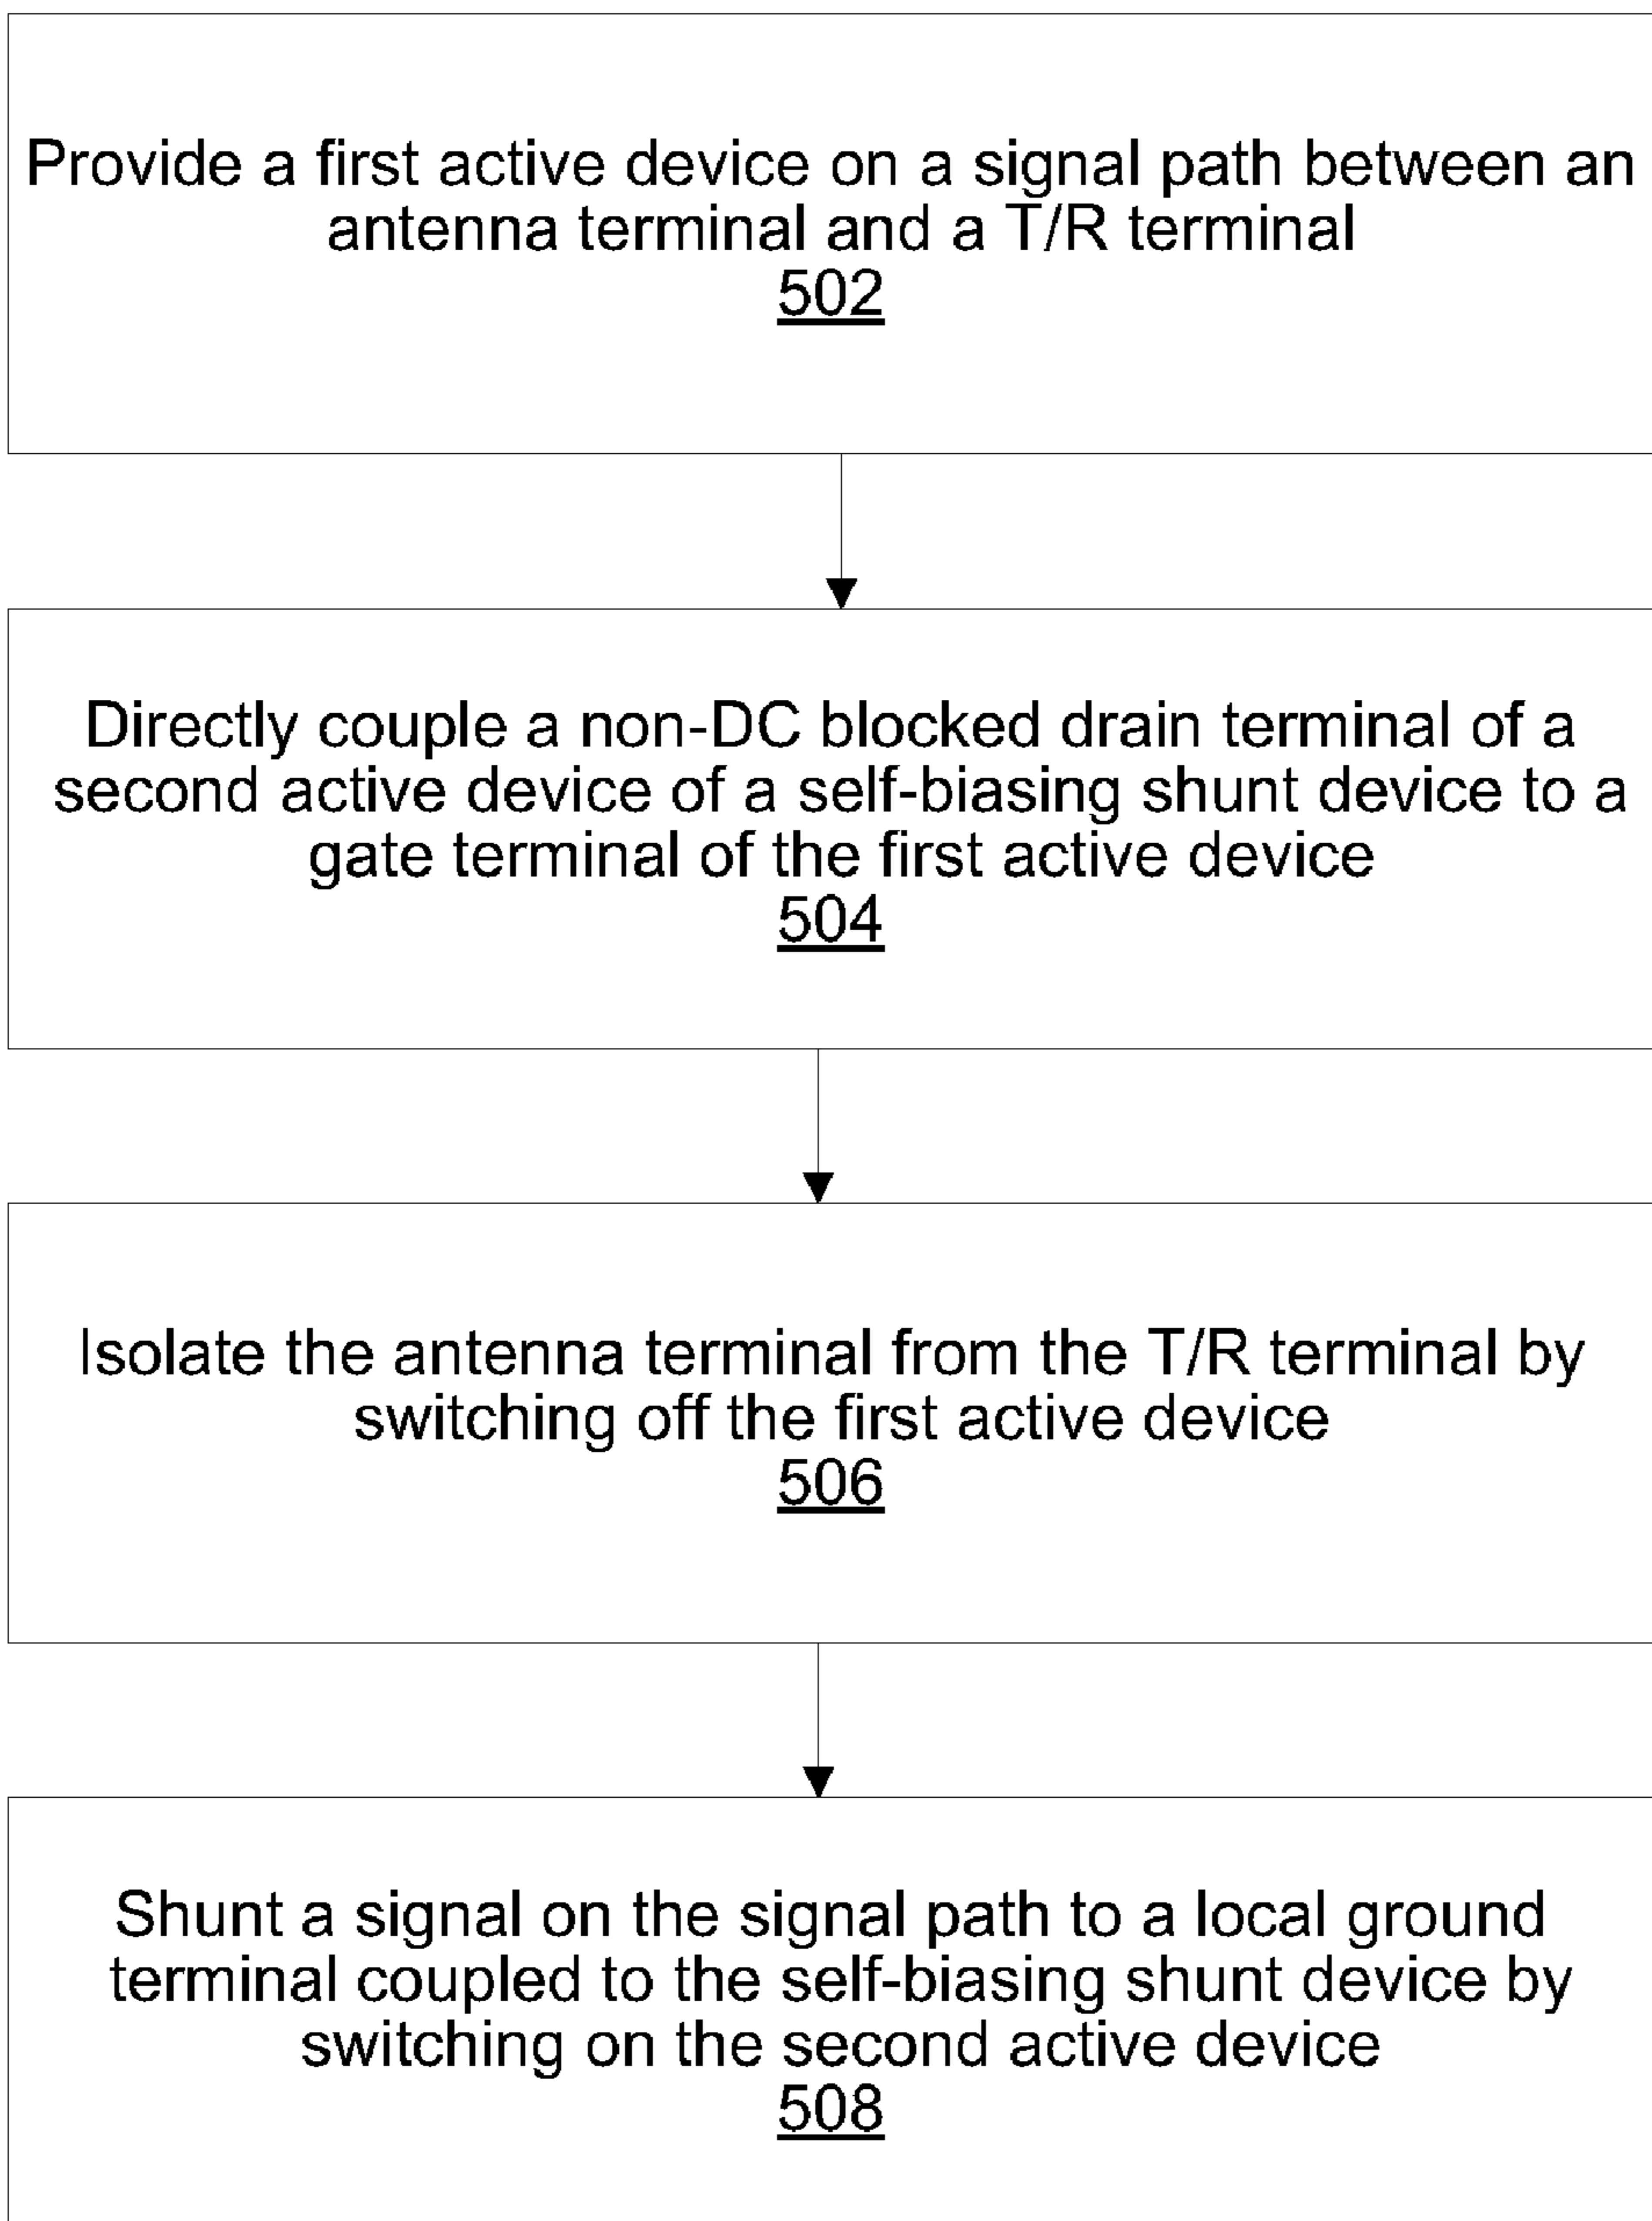 Provide a first active device on a signal path between an
antenna terminal and a T/R terminal
502
Directly couple a non-DC blocked drain terminal of a
second active device of a self-biasing shunt device to a
gate terminal of the first active device
504
Isolate the antenna terminal from the T/R terminal by
switching off the first active device
506
Shunt a signal on the signal path to a local ground
terminal coupled to the self-biasing shunt device by
switching on the second active device
508